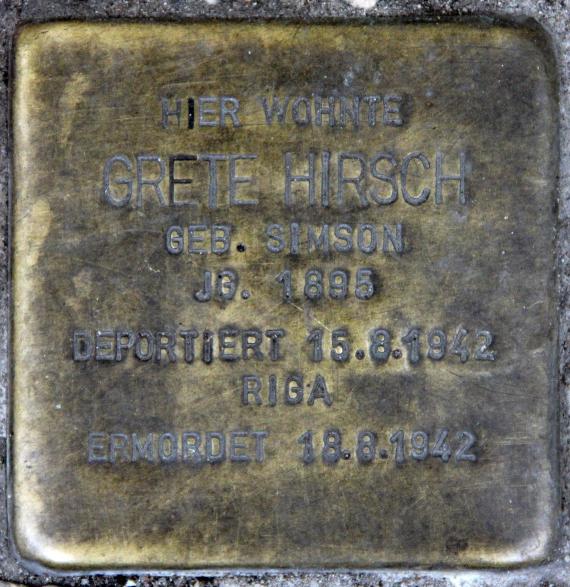 HIER WOHNTE
GRETE HIRSCH
GEB. SIMSON
JG. 1895
DEPORTIERT 15.8.1942
RIGA
ERMORDET 18.8.1942